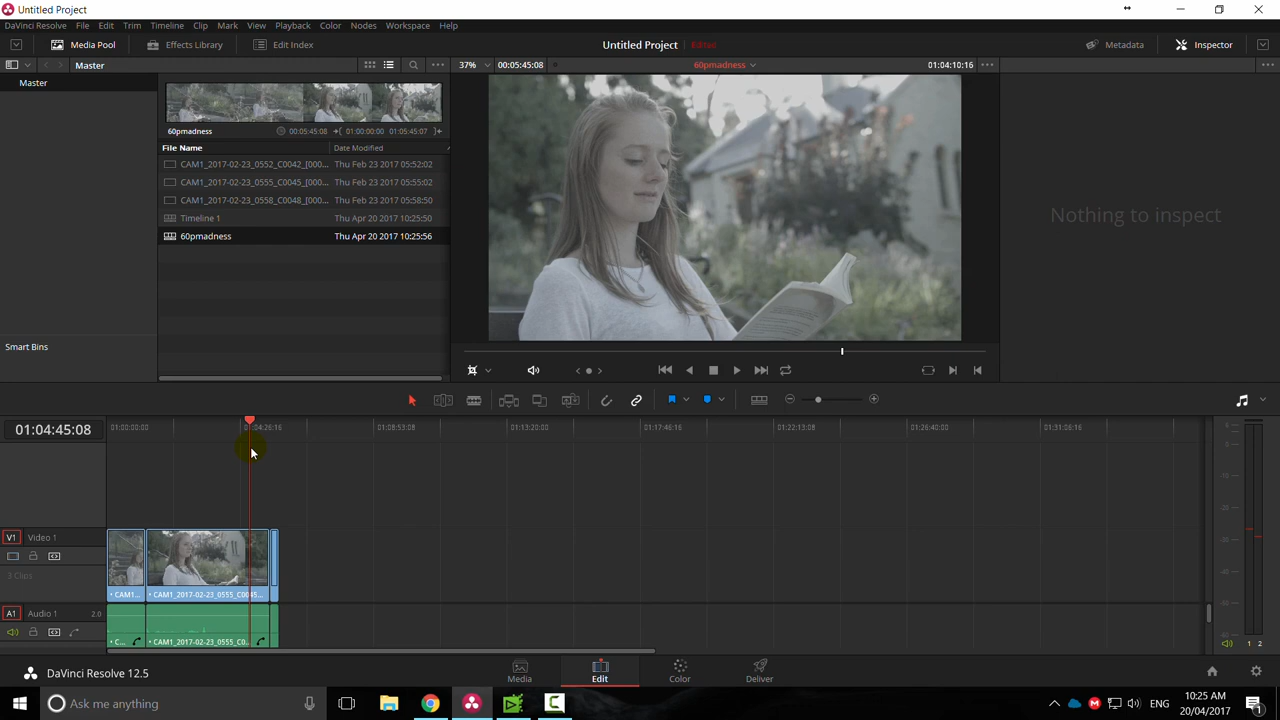 Untitled Project
DaVinci Resolve File Edit Trim Timeline Clip Mark View Playback Color Nodes Workspace Help
Media Pool Effects Library Edit Index Untitled Project Edited Metadata Inspector
Master 37% 00:05:45:08 60pmadness 01:04:10:16
Master
60pmadness 00:05:45:08 01:00:00:00 01:05:45:07
File Name Date Modified
CAM1_2017-02-23_0552_C0042_[000... Thu Feb 23 2017 05:52:02
CAM1_2017-02-23_0555_C0045_[000... Thu Feb 23 2017 05:55:02
CAM1_2017-02-23_0558_C0048_[000... Thu Feb 23 2017 05:58:50
Timeline 1 Thu Apr 20 2017 10:25:50
60pmadness Thu Apr 20 2017 10:25:56
Nothing to inspect
Smart Bins
01:04:45:08 01:00:00:00 01:04:26:16 01:08:53:08 01:13:20:00 01:17:46:16 01:22:13:08 01:26:40:00 01:31:06:16
V1 Video 1
3 Clips
• CAM1... • CAM1_2017-02-23_0555_C0045...
A1 Audio 1 2.0
• C... • CAM1_2017-02-23_0555_C0...
1 2
DaVinci Resolve 12.5 Media Edit Color Deliver
Ask me anything ENG 10:25 AM
20/04/2017 1